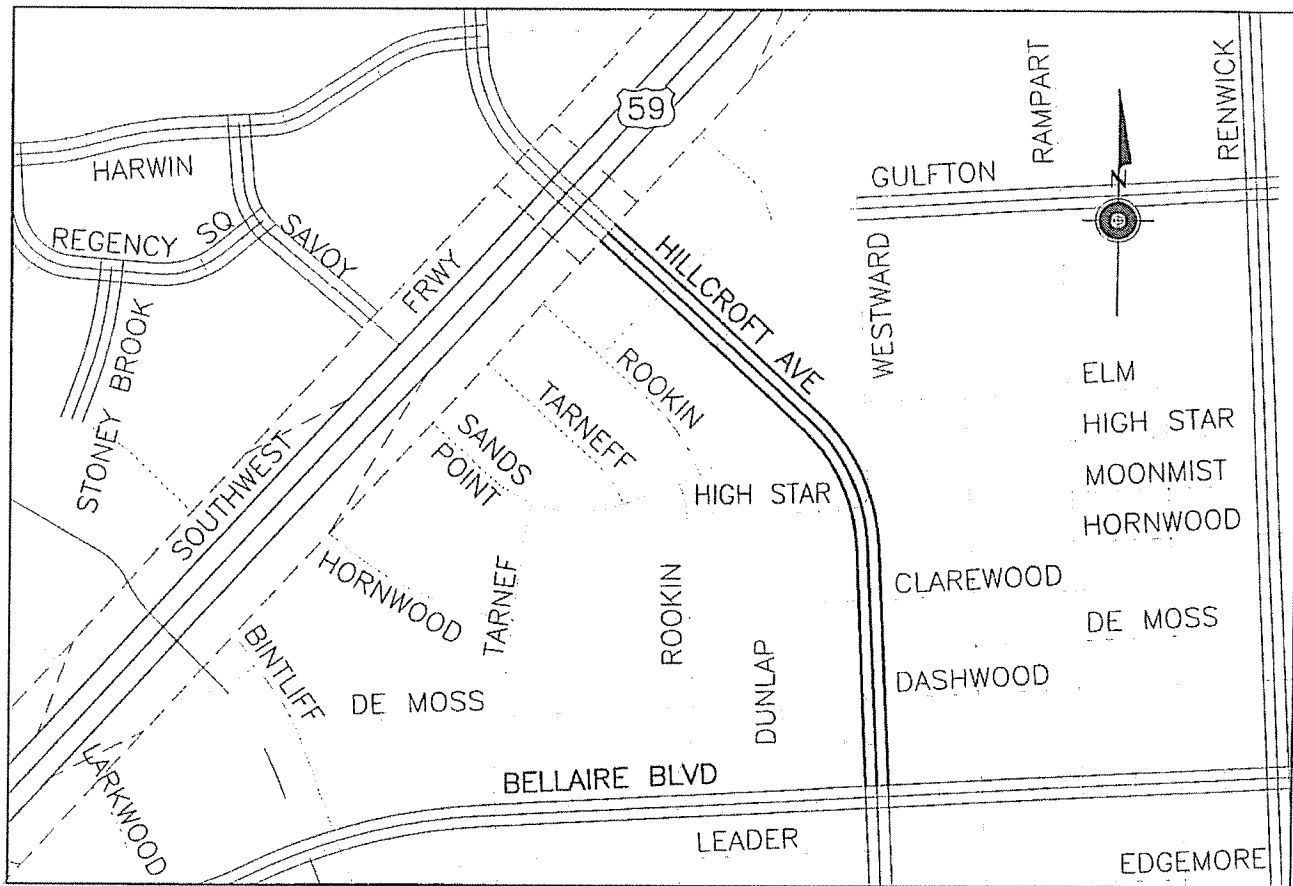 59
RAMPART
RENWICK
HARWIN
GULFTON
N
REGENCY SQ
SAVOY
FRWY
HILLCROFT AVE
WESTWARD
STONEY BROOK
ROOKIN
ELM
TARNEFF
HIGH STAR
SANDS
POINT
MOONMIST
HIGH STAR
SOUTHWEST
HORNWOOD
HORNWOOD
TARNEF
CLAREWOOD
ROOKIN
DE MOSS
BINTLIFF
DUNLAP
DASHWOOD
DE MOSS
BELLAIRE BLVD
LARKWOOD
LEADER
EDGEMORE